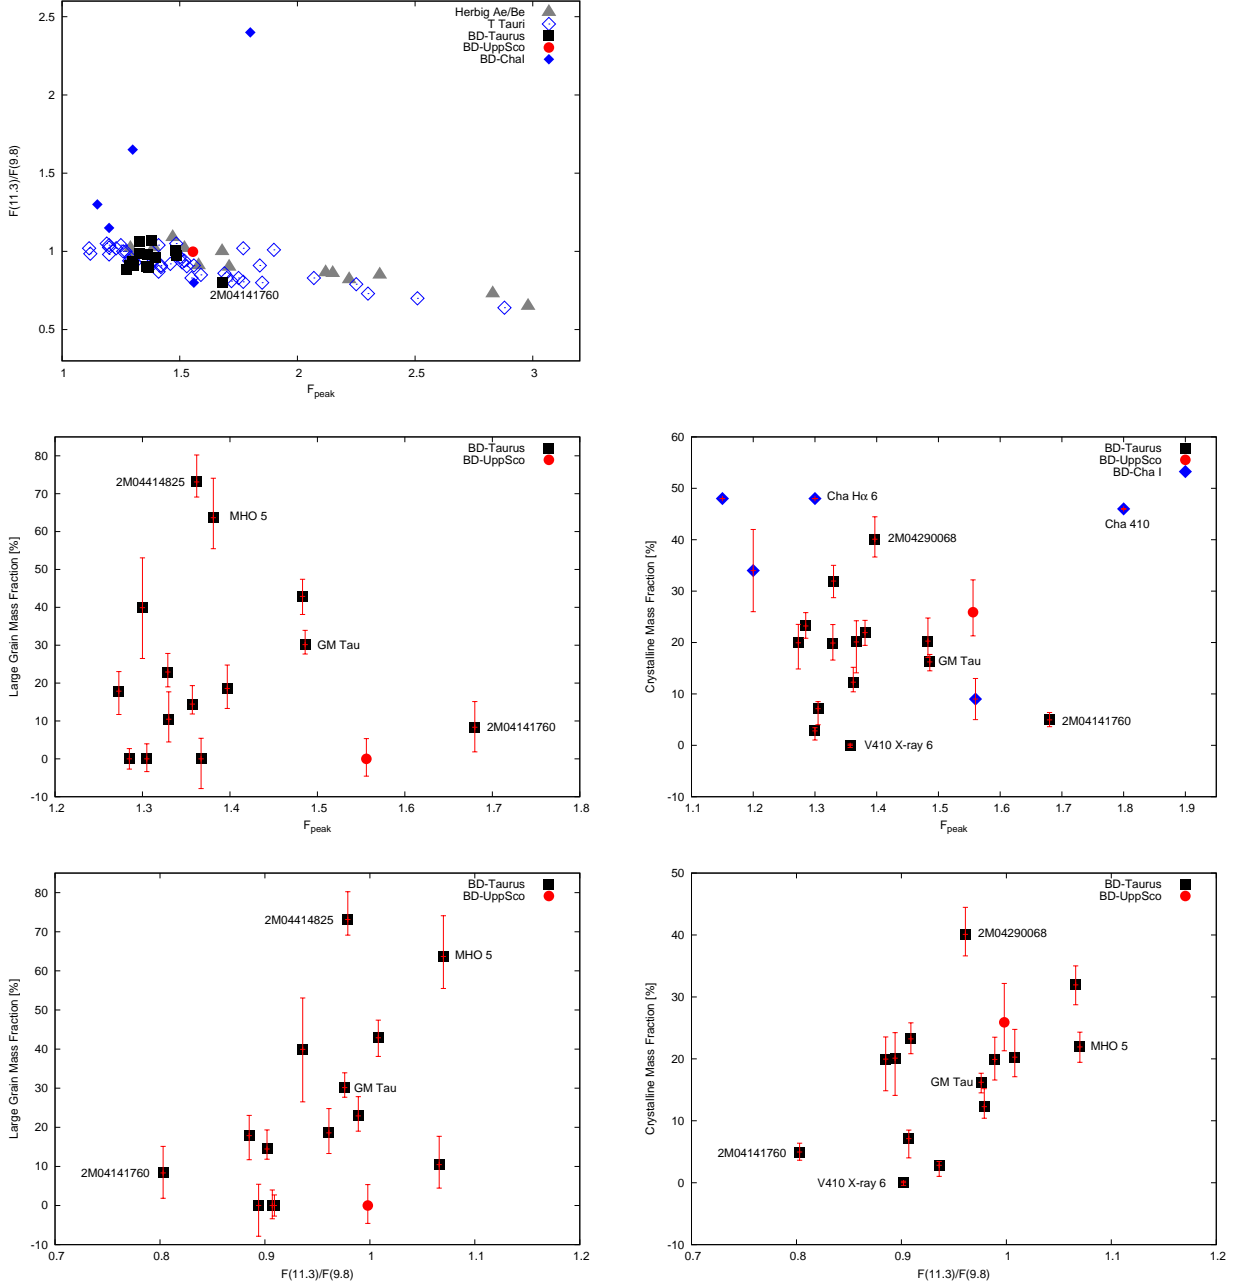 Herbig Ae/Be
T Tauri
BD-Taurus
BD-UppSco
BD-ChaI
2.5
2
1.5
1
0.5
F(11.3)/F(9.8)
2M04141760
1 1.5 2 2.5 3
Fpeak
BD-Taurus
BD-UppSco
80
70
60
50
40
30
20
10
0
-10
Large Grain Mass Fraction [%]
2M04414825
MHO 5
GM Tau
2M04141760
1.2 1.3 1.4 1.5 1.6 1.7 1.8
Fpeak
BD-Taurus
BD-UppSco
BD-Cha I
60
50
40
30
20
10
0
-10
Crystalline Mass Fraction [%]
Cha Hα 6
Cha 410
2M04290068
GM Tau
2M04141760
V410 X-ray 6
1.1 1.2 1.3 1.4 1.5 1.6 1.7 1.8 1.9
Fpeak
BD-Taurus
BD-UppSco
80
70
60
50
40
30
20
10
0
-10
Large Grain Mass Fraction [%]
2M04414825
MHO 5
GM Tau
2M04141760
0.7 0.8 0.9 1 1.1 1.2
F(11.3)/F(9.8)
BD-Taurus
BD-UppSco
50
40
30
20
10
0
-10
Crystalline Mass Fraction [%]
2M04290068
MHO 5
GM Tau
2M04141760
V410 X-ray 6
0.7 0.8 0.9 1 1.1 1.2
F(11.3)/F(9.8)